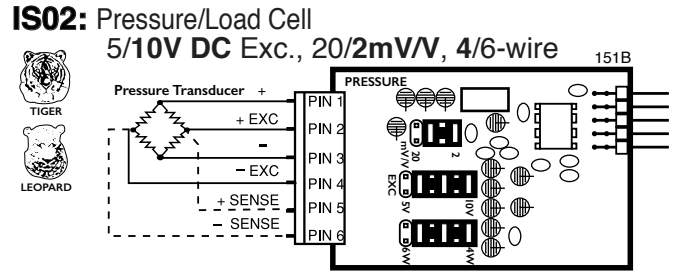 IS02: Pressure/Load Cell
5/10V DC Exc., 20/2mV/V, 4/6-wire
151B
TIGER
LEOPARD
Pressure Transducer +
PIN 1
+ EXC
PIN 2
–
PIN 3
– EXC
PIN 4
+ SENSE
PIN 5
– SENSE
PIN 6
PRESSURE
mV/V
20
2
EXC
5V
10V
6W
4W